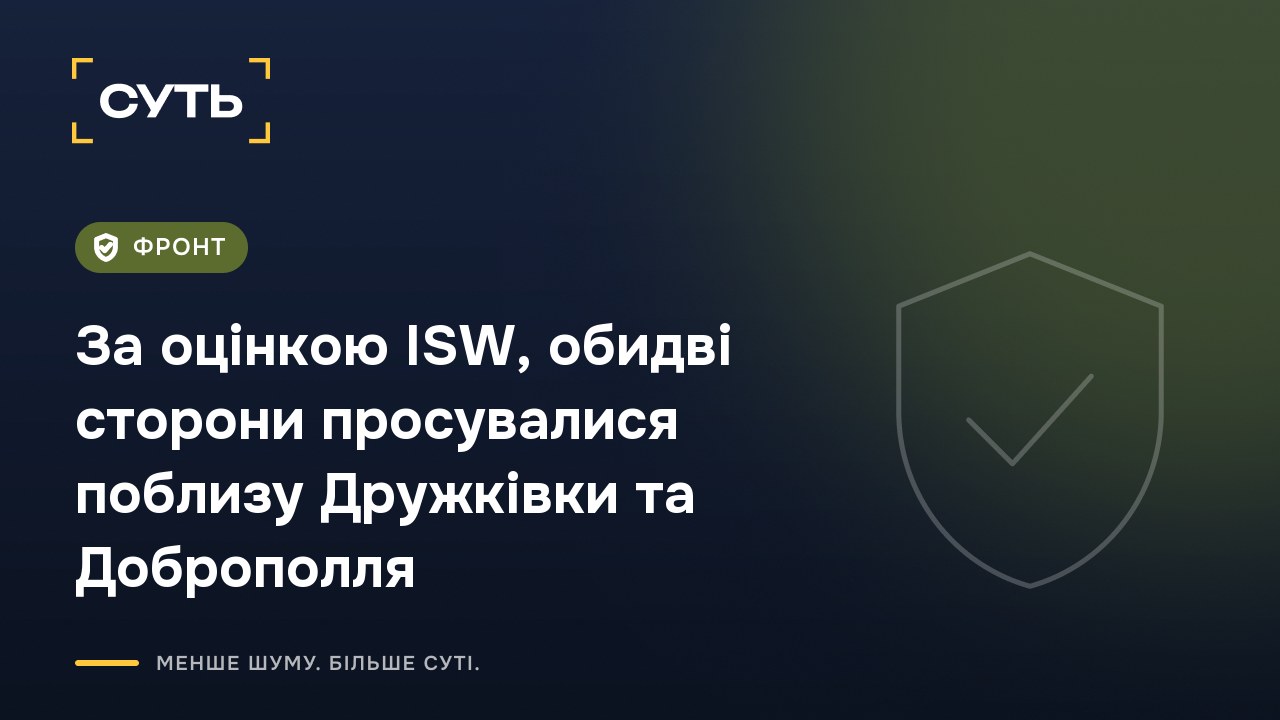 СУТЬ
ФРОНТ
За оцінкою ISW, обидві
сторони просувалися
поблизу Дружківки та
Доброполля
МЕНШЕ ШУМУ. БІЛЬШЕ СУТІ.